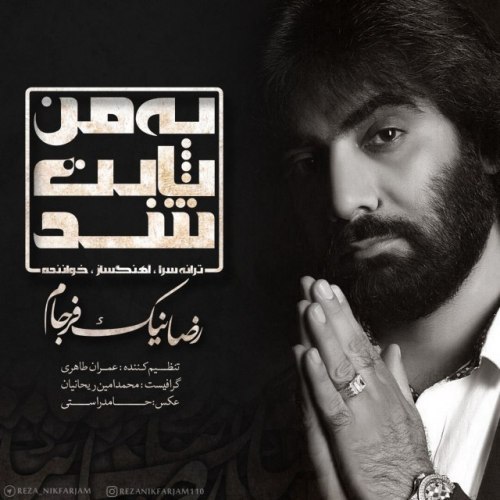 به من
ثابت
شد
ترانه سرا ، آهنگساز ، خواننده
رضا نیک فرجام
تنظیم کننده : عمران طاهری
گرافیست : محمدامین ریحانیان
عکس : حامد راستی
REZA_NIKFARJAM
REZANIKFARJAM110